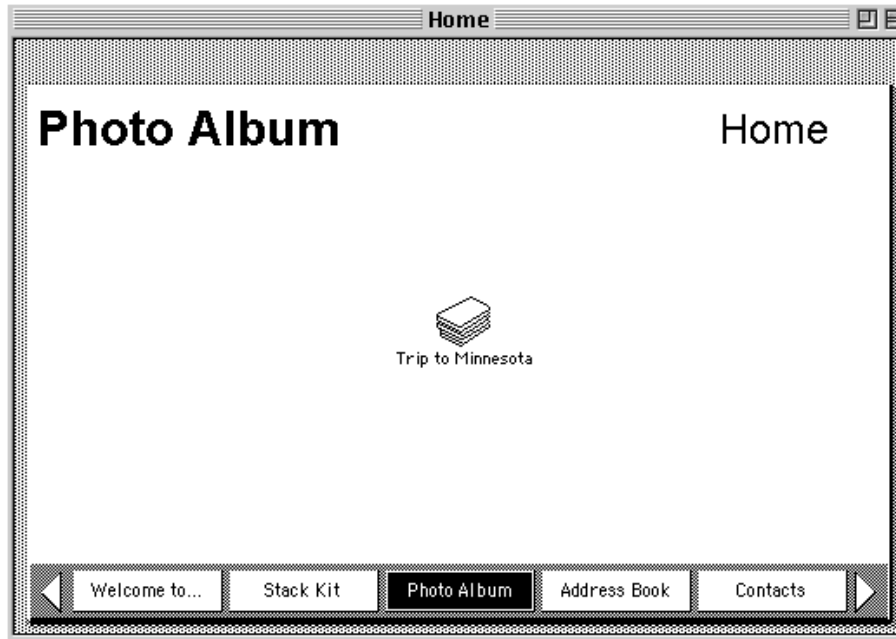 Home
Photo Album
Home
Trip to Minnesota
Welcome to...
Stack Kit
Photo Album
Address Book
Contacts